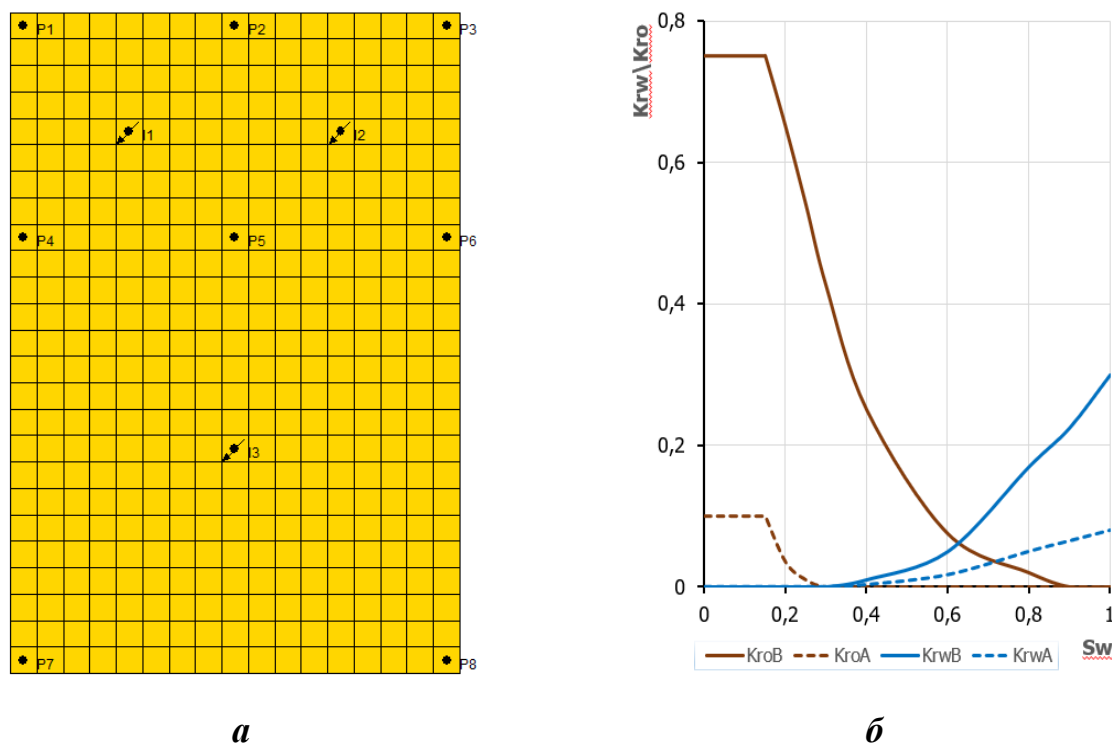 P1 P2 P3
I1 I2
P4 P5 P6
I3
P7 P8
а
Krw\Kro
0,8
0,6
0,4
0,2
0
0 0,2 0,4 0,6 0,8 1
Sw
KroB KroA KrwB KrwA
б